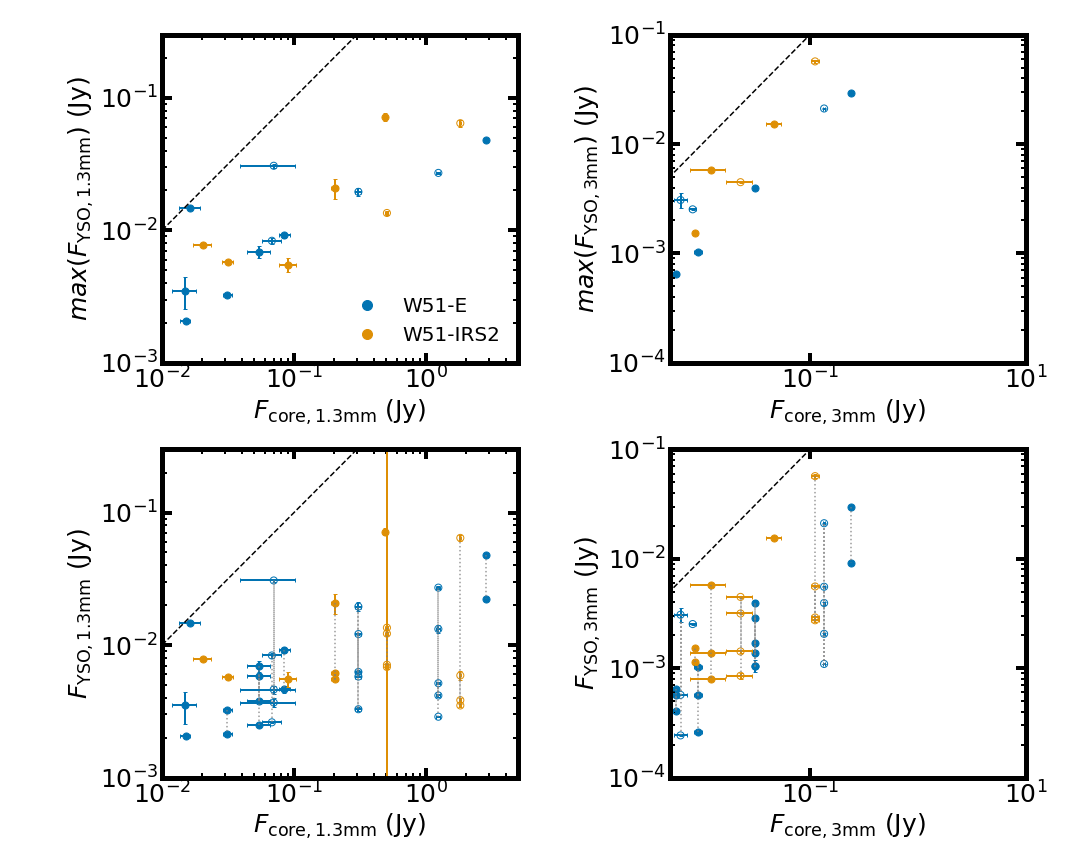 10⁻¹
10⁻²
10⁻³
max(F_YSO, 1.3mm) (Jy)
W51-E
W51-IRS2
10⁻² 10⁻¹ 10⁰
F_core, 1.3mm (Jy)
10⁻¹
10⁻²
10⁻³
10⁻⁴
max(F_YSO, 3mm) (Jy)
10⁻¹ 10¹
F_core, 3mm (Jy)
10⁻¹
10⁻²
10⁻³
F_YSO, 1.3mm (Jy)
10⁻² 10⁻¹ 10⁰
F_core, 1.3mm (Jy)
10⁻¹
10⁻²
10⁻³
10⁻⁴
F_YSO, 3mm (Jy)
10⁻¹ 10¹
F_core, 3mm (Jy)